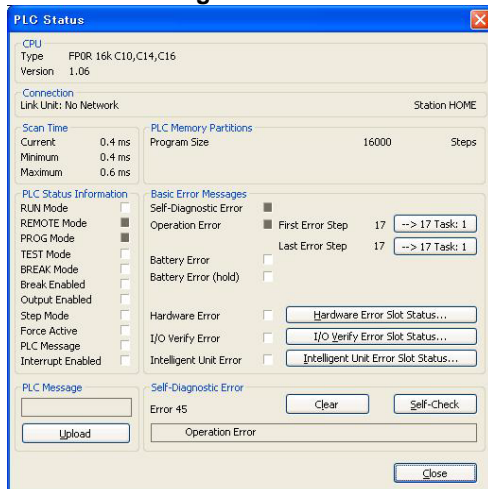 PLC Status
CPU
Type FP0R 16k C10,C14,C16
Version 1.06
Connection
Link Unit: No Network Station HOME
Scan Time
Current 0.4 ms
Minimum 0.4 ms
Maximum 0.6 ms
PLC Memory Partitions
Program Size 16000 Steps
PLC Status Information
RUN Mode
REMOTE Mode
PROG Mode
TEST Mode
BREAK Mode
Break Enabled
Output Enabled
Step Mode
Force Active
PLC Message
Interrupt Enabled
Basic Error Messages
Self-Diagnostic Error
Operation Error First Error Step 17 --> 17 Task: 1
Last Error Step 17 --> 17 Task: 1
Battery Error
Battery Error (hold)
Hardware Error Hardware Error Slot Status...
I/O Verify Error I/O Verify Error Slot Status...
Intelligent Unit Error Intelligent Unit Error Slot Status...
PLC Message
Upload
Self-Diagnostic Error
Error 45 Clear Self-Check
Operation Error
Close